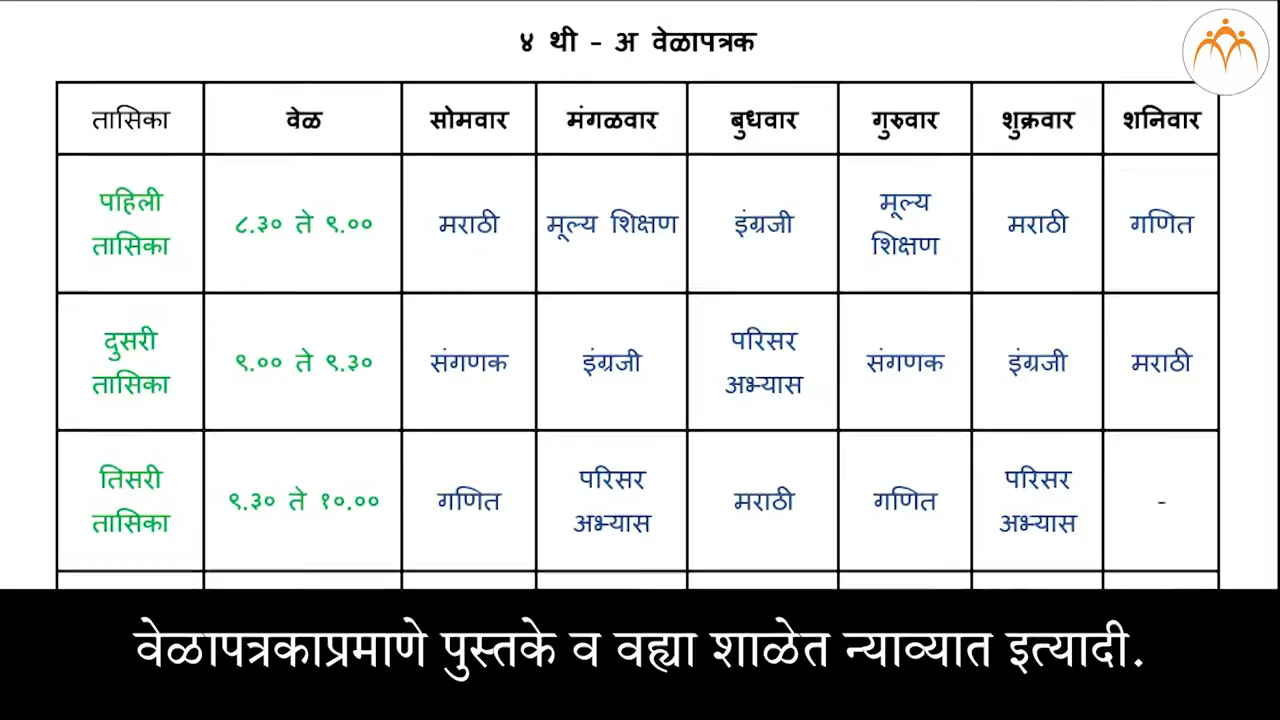 ४ थी - अ वेळापत्रक
तासिका वेळ सोमवार मंगळवार बुधवार गुरुवार शुक्रवार शनिवार
पहिली तासिका ८.३० ते ९.०० मराठी मूल्य शिक्षण इंग्रजी मूल्य शिक्षण मराठी गणित
दुसरी तासिका ९.०० ते ९.३० संगणक इंग्रजी परिसर अभ्यास संगणक इंग्रजी मराठी
तिसरी तासिका ९.३० ते १०.०० गणित परिसर अभ्यास मराठी गणित परिसर अभ्यास -
वेळापत्रकाप्रमाणे पुस्तके व वह्या शाळेत न्याव्यात इत्यादी.